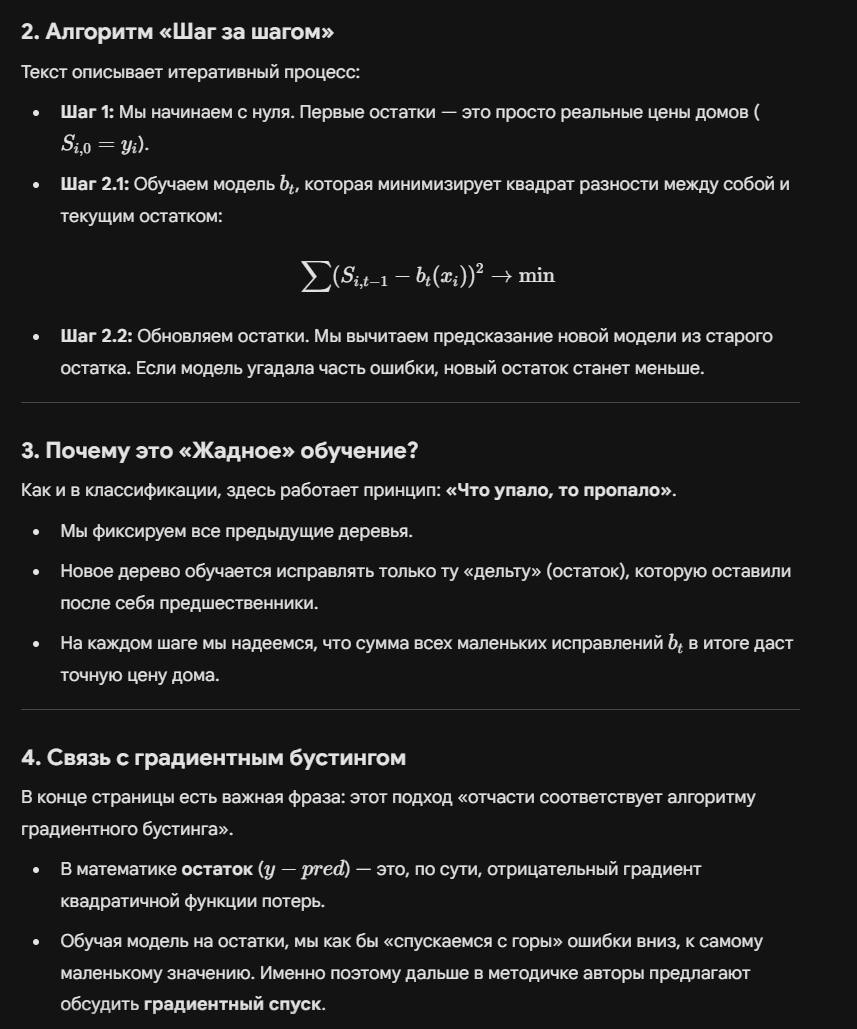 2. Алгоритм «Шаг за шагом»
Текст описывает итеративный процесс:
• Шаг 1: Мы начинаем с нуля. Первые остатки — это просто реальные цены домов (
S_{i,0} = y_i).
• Шаг 2.1: Обучаем модель b_t, которая минимизирует квадрат разности между собой и
текущим остатком:
∑(S_{i,t−1} − b_t(x_i))² → min
• Шаг 2.2: Обновляем остатки. Мы вычитаем предсказание новой модели из старого
остатка. Если модель угадала часть ошибки, новый остаток станет меньше.
3. Почему это «Жадное» обучение?
Как и в классификации, здесь работает принцип: «Что упало, то пропало».
• Мы фиксируем все предыдущие деревья.
• Новое дерево обучается исправлять только ту «дельту» (остаток), которую оставили
после себя предшественники.
• На каждом шаге мы надеемся, что сумма всех маленьких исправлений b_t в итоге даст
точную цену дома.
4. Связь с градиентным бустингом
В конце страницы есть важная фраза: этот подход «отчасти соответствует алгоритму
градиентного бустинга».
• В математике остаток (y − pred) — это, по сути, отрицательный градиент
квадратичной функции потерь.
• Обучая модель на остатки, мы как бы «спускаемся с горы» ошибки вниз, к самому
маленькому значению. Именно поэтому дальше в методичке авторы предлагают
обсудить градиентный спуск.